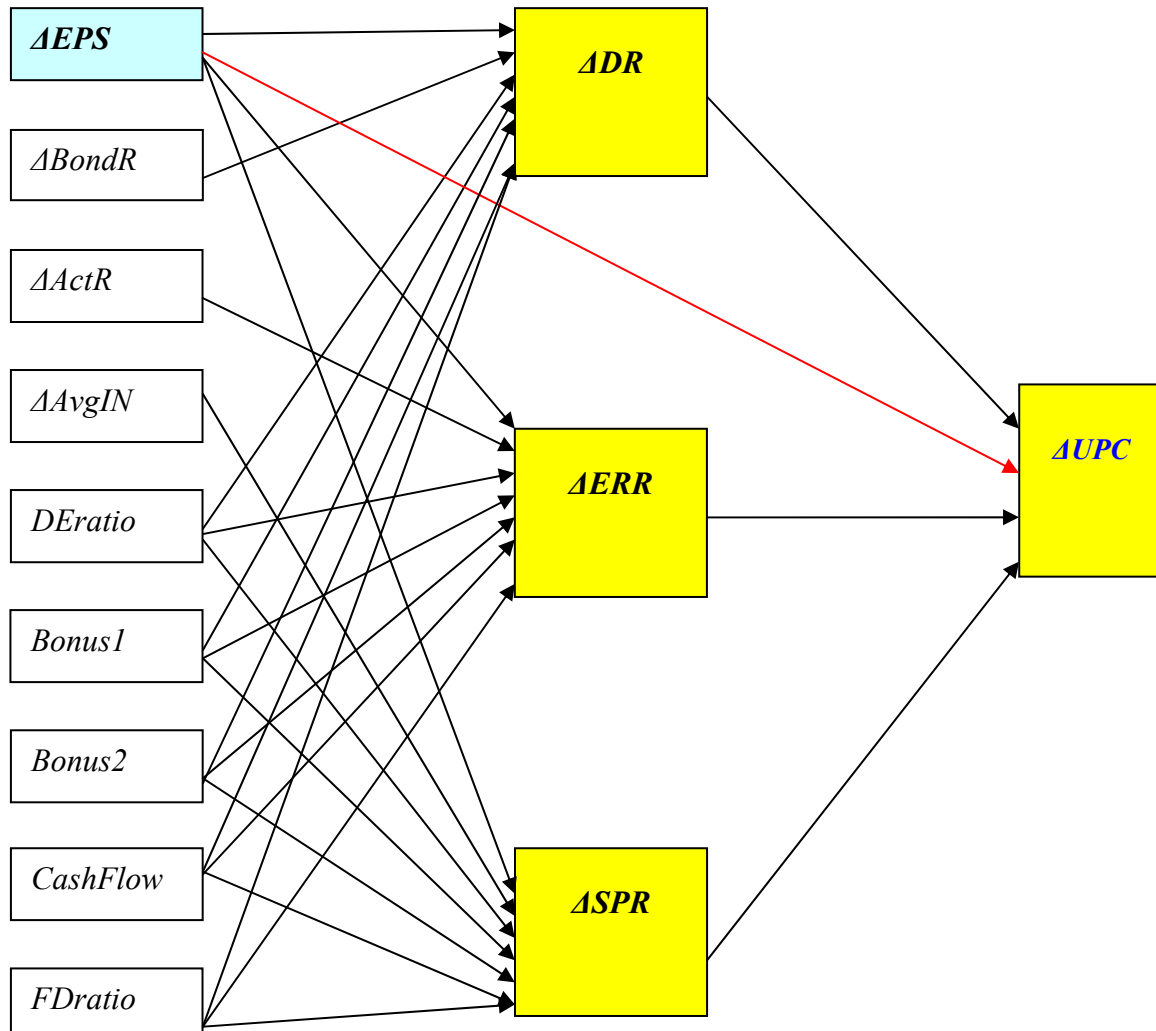 ΔEPS
ΔBondR
ΔActR
ΔAvgIN
DEratio
Bonus1
Bonus2
CashFlow
FDratio
ΔDR
ΔERR
ΔSPR
ΔUPC